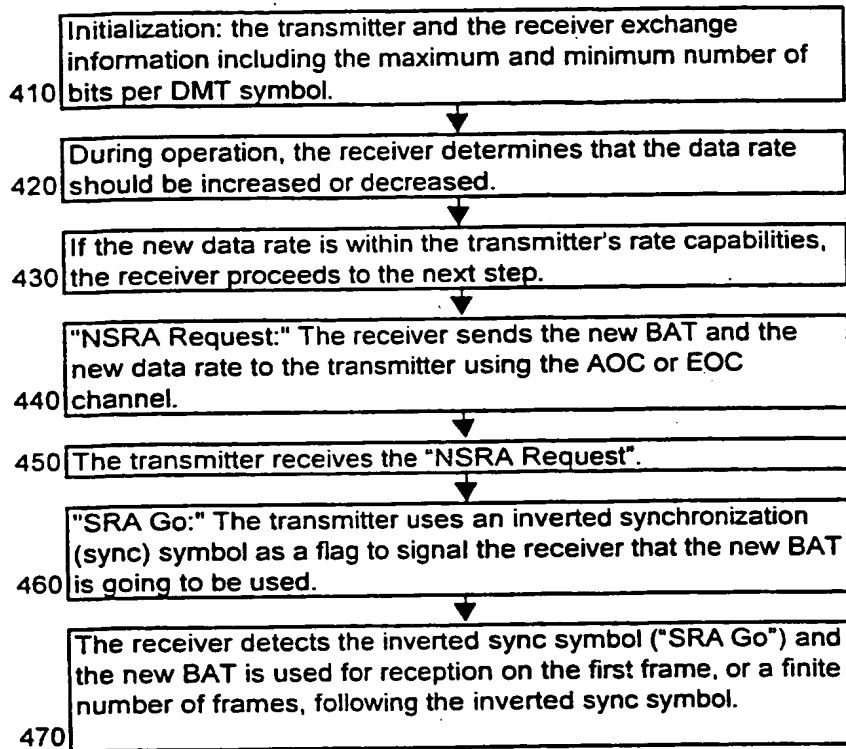 Initialization: the transmitter and the receiver exchange
information including the maximum and minimum number of
410 bits per DMT symbol.
During operation, the receiver determines that the data rate
420 should be increased or decreased.
If the new data rate is within the transmitter's rate capabilities,
430 the receiver proceeds to the next step.
"NSRA Request:" The receiver sends the new BAT and the
new data rate to the transmitter using the AOC or EOC
440 channel.
450 The transmitter receives the "NSRA Request".
"SRA Go:" The transmitter uses an inverted synchronization
(sync) symbol as a flag to signal the receiver that the new BAT
460 is going to be used.
The receiver detects the inverted sync symbol ("SRA Go") and
the new BAT is used for reception on the first frame, or a finite
number of frames, following the inverted sync symbol.
470